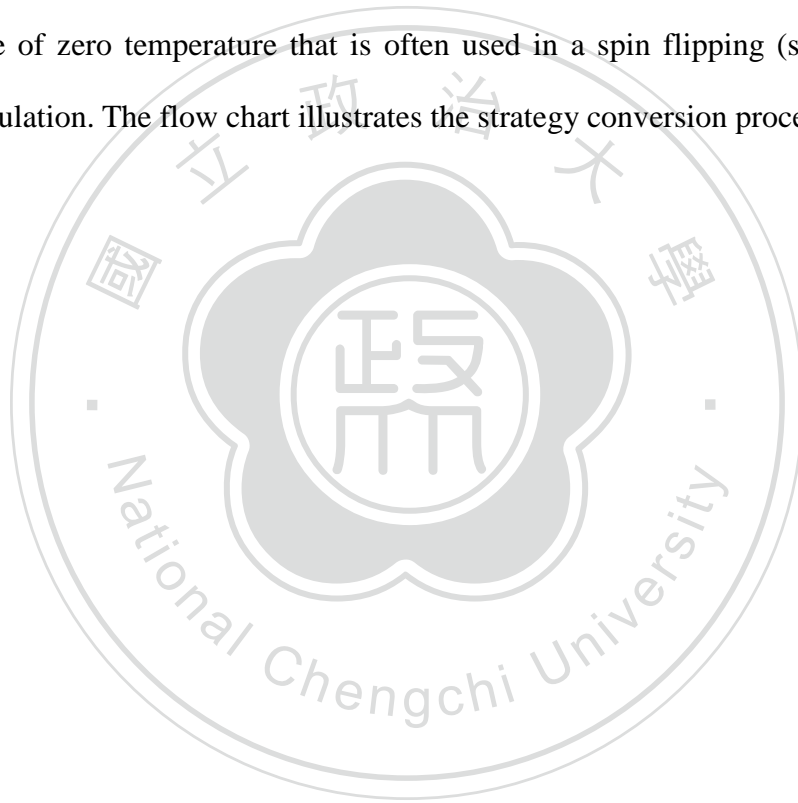 e of zero temperature that is often used in a spin flipping (s
ulation. The flow chart illustrates the strategy conversion proce
國立政治大學
政
National Chengchi University